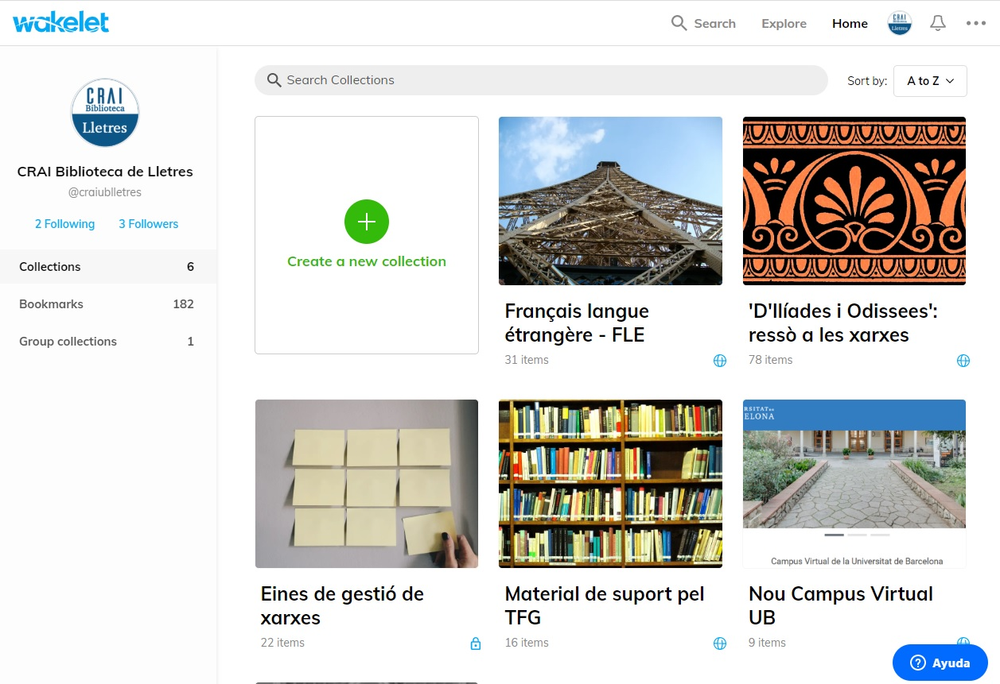 wakelet
Search
Explore
Home
CRAI
Biblioteca
Lletres
CRAI Biblioteca de Lletres
@craiublletres
2 Following
3 Followers
Collections 6
Bookmarks 182
Group collections 1
Search Collections
Sort by:
A to Z
Create a new collection
Français langue
étrangère - FLE
31 items
'D'Ilíades i Odissees':
ressò a les xarxes
78 items
Eines de gestió de
xarxes
22 items
Material de suport pel
TFG
16 items
RSITAT DE
ELONA
Campus Virtual de la Universitat de Barcelona
Nou Campus Virtual
UB
9 items
Ayuda